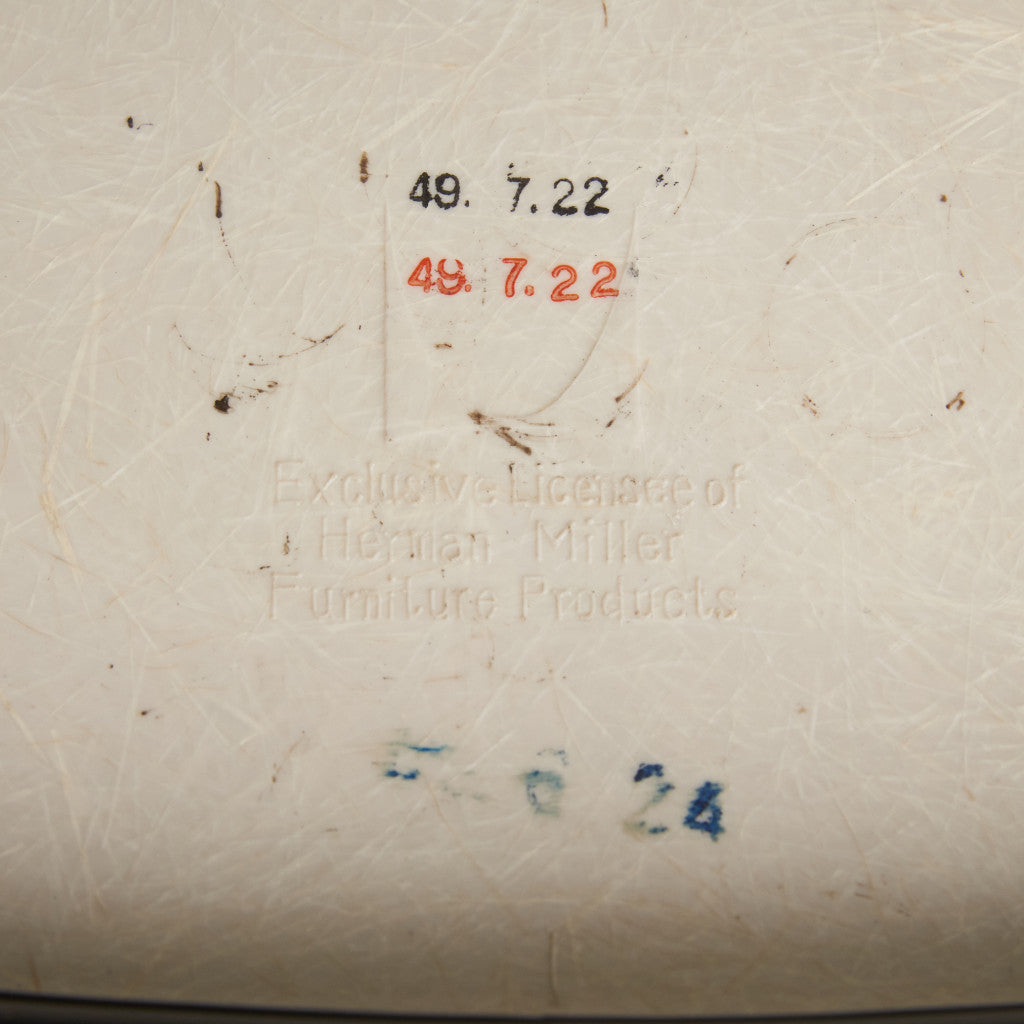 49. 7.22
49. 7.22
Exclusive Licensee of
Herman Miller
Furniture Products
24